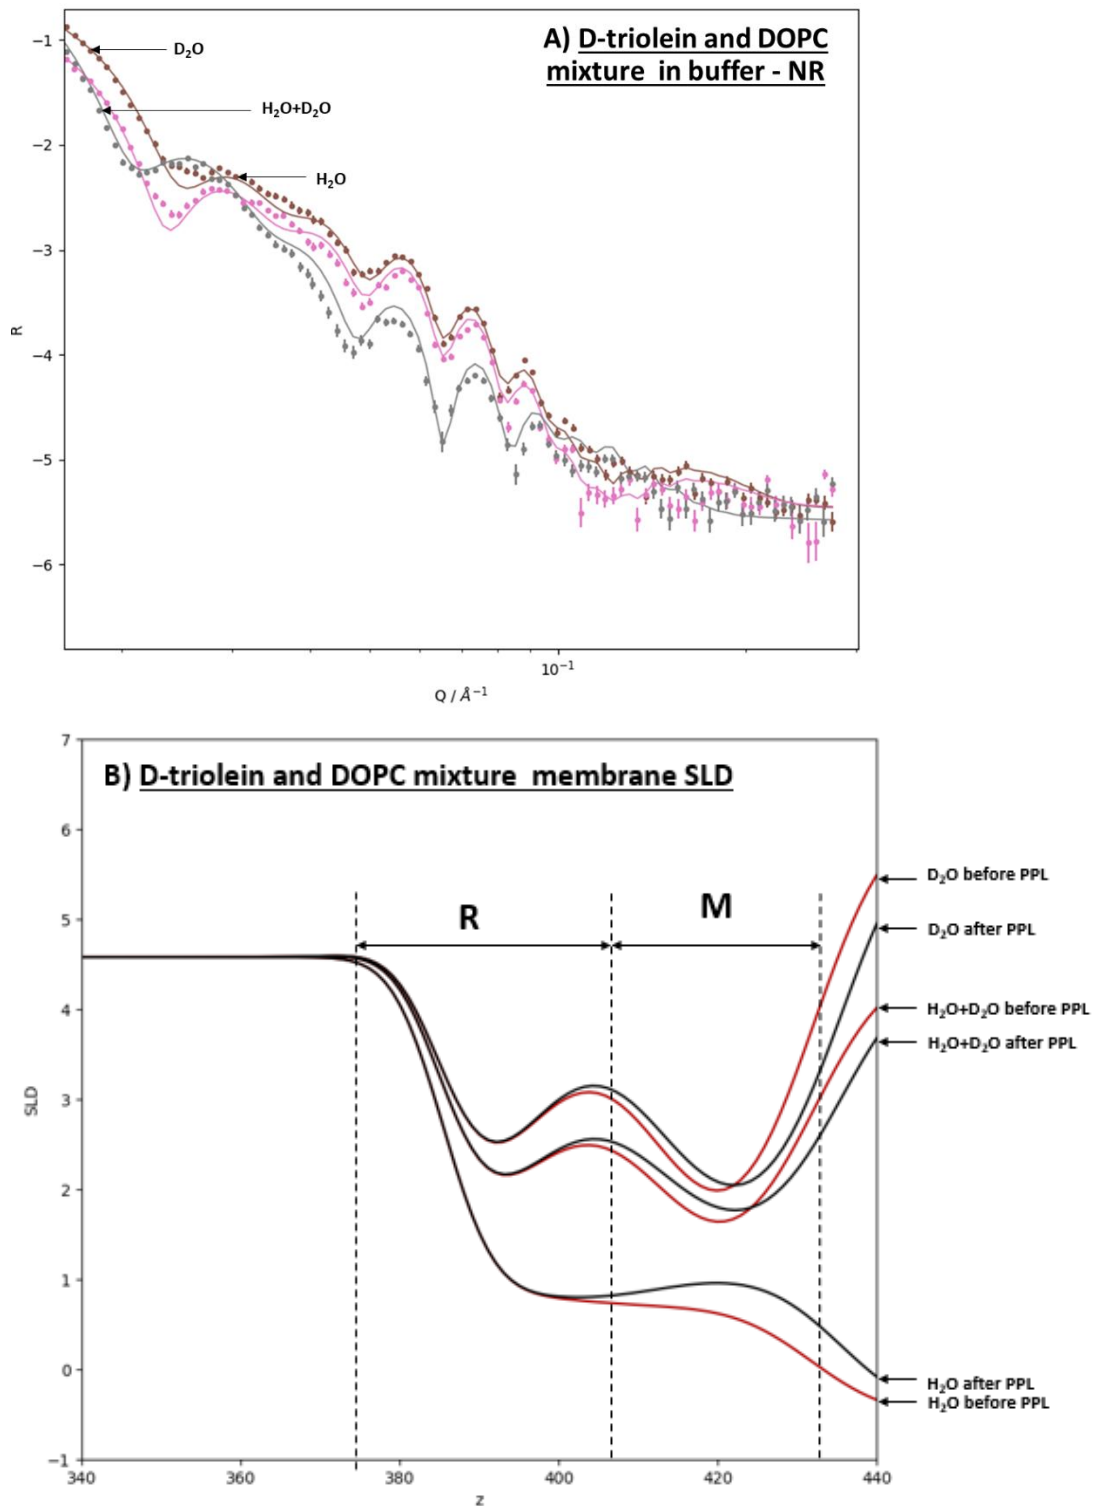 A) D-triolein and DOPC
mixture in buffer - NR
−1
D₂O
H₂O+D₂O
−2
H₂O
−3
R
−4
−5
−6
10⁻¹
Q / Å⁻¹
7
B) D-triolein and DOPC mixture membrane SLD
6
D₂O before PPL
R
M
5
D₂O after PPL
4
H₂O+D₂O before PPL
H₂O+D₂O after PPL
SLD
3
2
1
0
H₂O after PPL
H₂O before PPL
−1
340 360 380 400 420 440
z